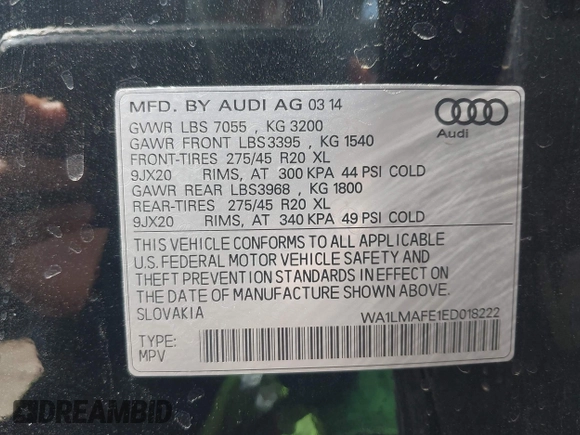 MFD. BY AUDI AG 03 14
GVWR LBS 7055 , KG 3200
GAWR FRONT LBS3395 , KG 1540
FRONT-TIRES 275/45 R20 XL
9JX20 RIMS, AT 300 KPA 44 PSI COLD
GAWR REAR LBS3968 , KG 1800
REAR-TIRES 275/45 R20 XL
9JX20 RIMS, AT 340 KPA 49 PSI COLD
Audi
THIS VEHICLE CONFORMS TO ALL APPLICABLE
U.S. FEDERAL MOTOR VEHICLE SAFETY AND
THEFT PREVENTION STANDARDS IN EFFECT ON
THE DATE OF MANUFACTURE SHOWN ABOVE.
SLOVAKIA
WA1LMAFE1ED018222
TYPE:
MPV
DREAMBID